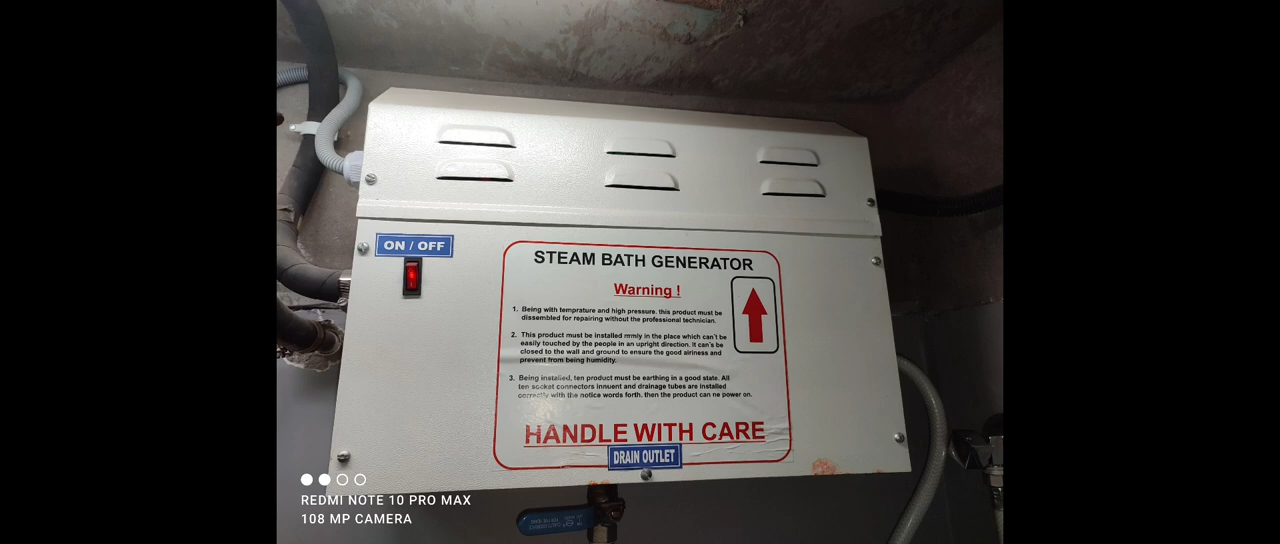 ON / OFF
STEAM BATH GENERATOR
Warning !
1. Being with temprature and high pressure. this product must be
dissembled for repairing without the professional technician.
2. This product must be installed mrmly in the place which can't be
easily touched by the people in an upright direction. It can's be
closed to the wall and ground to ensure the good airiness and
prevent from being humidity.
3. Being installed, ten product must be earthing in a good state. All
ten socket connectors innuent and drainage tubes are installed
correctly with the notice words forth. then the product can ne power on.
HANDLE WITH CARE
DRAIN OUTLET
REDMI NOTE 10 PRO MAX
108 MP CAMERA